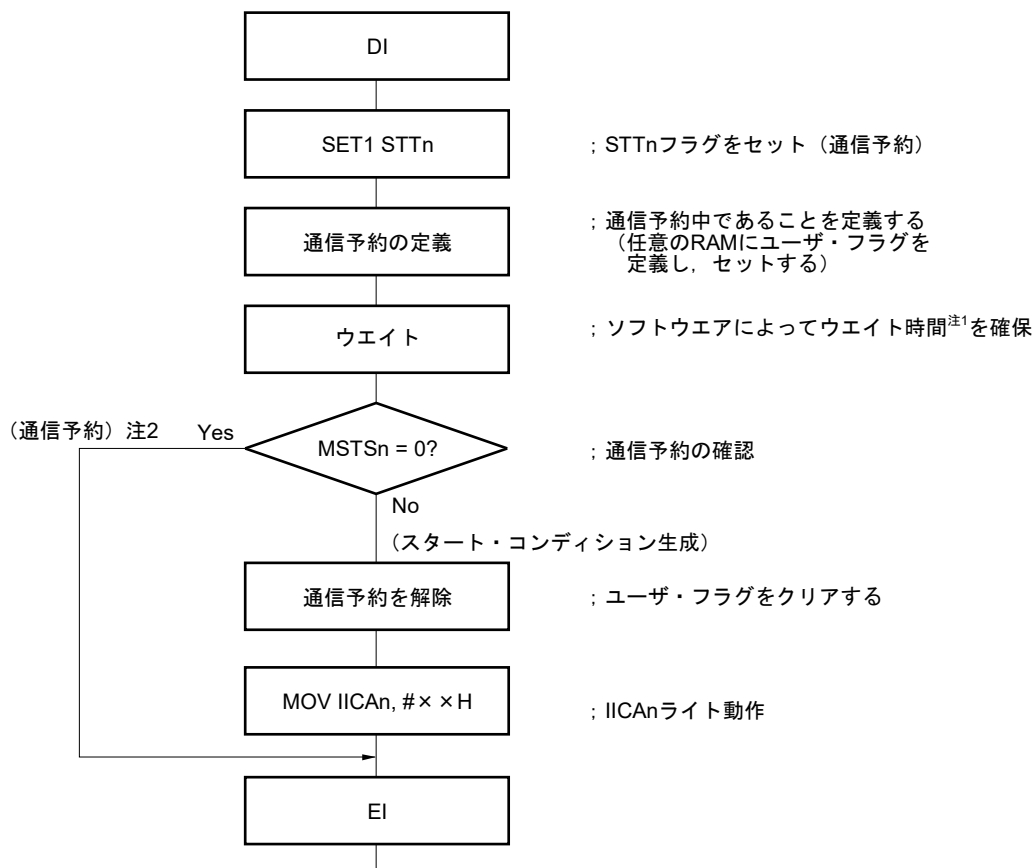 DI
SET1 STTn
; STTnフラグをセット（通信予約）
通信予約の定義
; 通信予約中であることを定義する
（任意のRAMにユーザ・フラグを
定義し，セットする）
ウエイト
; ソフトウエアによってウエイト時間注1を確保
（通信予約）注2 Yes
MSTSn = 0?
; 通信予約の確認
No
（スタート・コンディション生成）
通信予約を解除
; ユーザ・フラグをクリアする
MOV IICAn, #××H
; IICAnライト動作
EI